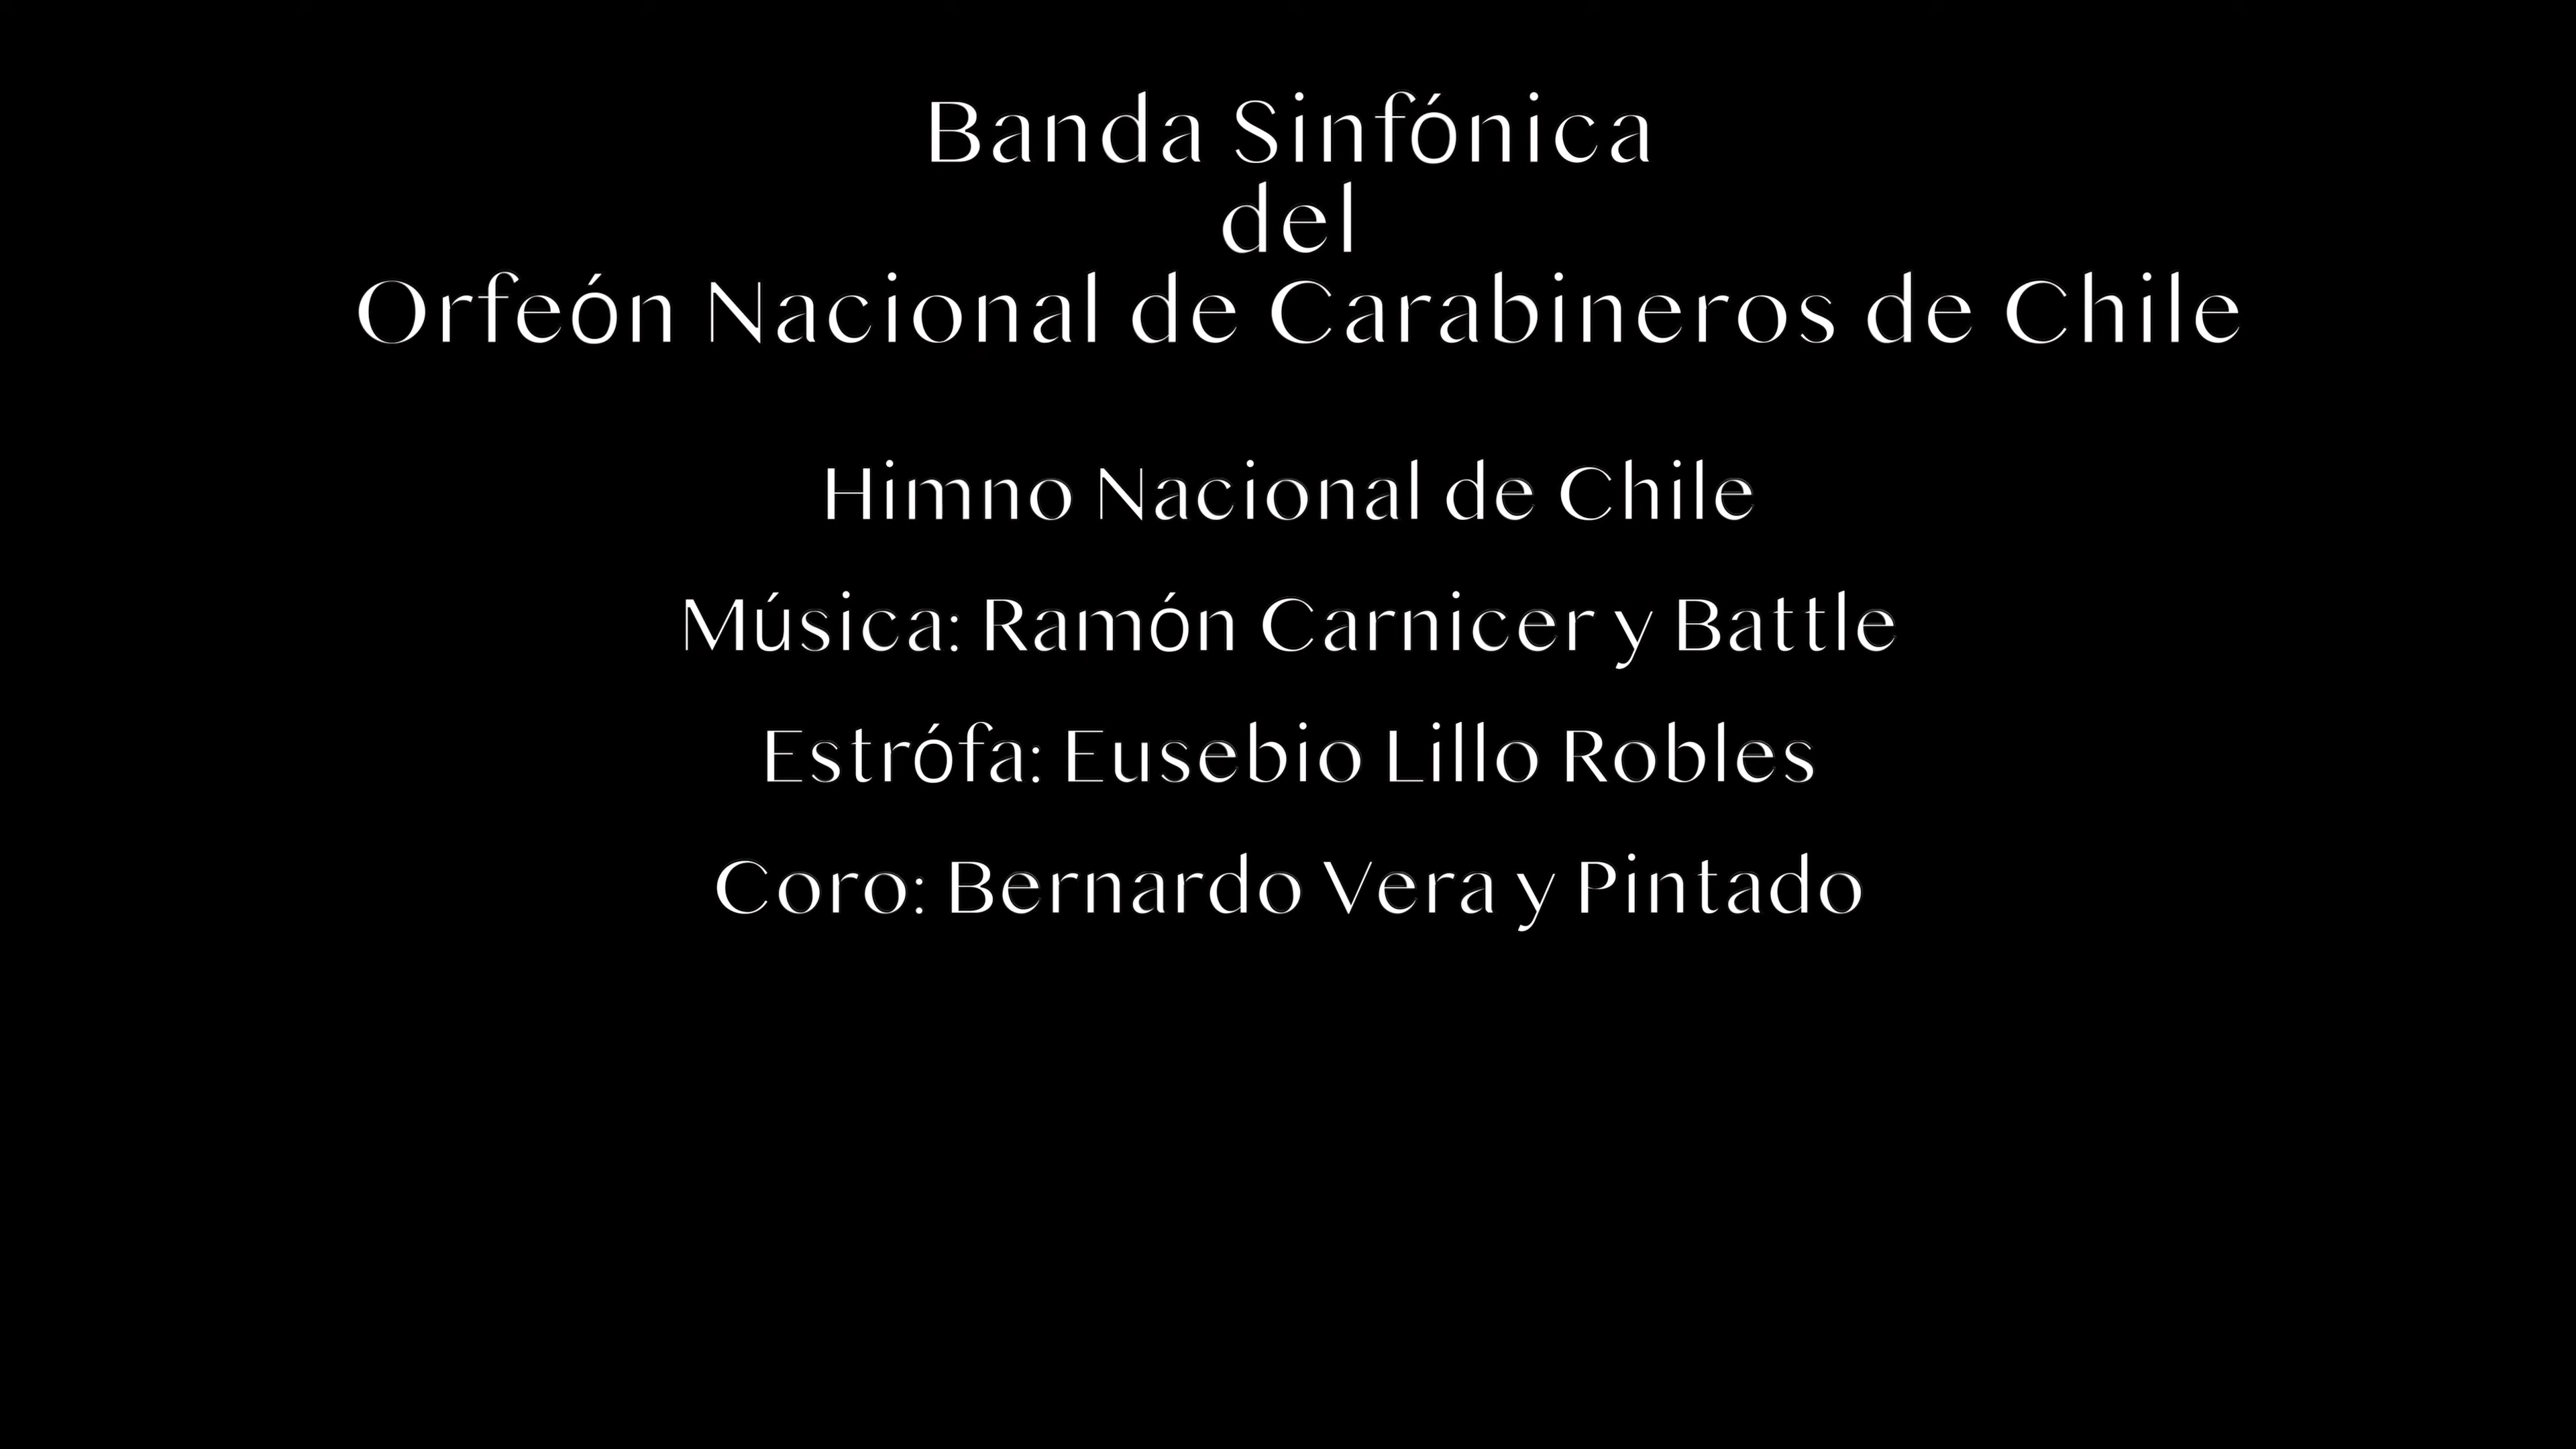 Banda Sinfónica
del
Orfeón Nacional de Carabineros de Chile
Himno Nacional de Chile
Música: Ramón Carnicer y Battle
Estrófa: Eusebio Lillo Robles
Coro: Bernardo Vera y Pintado